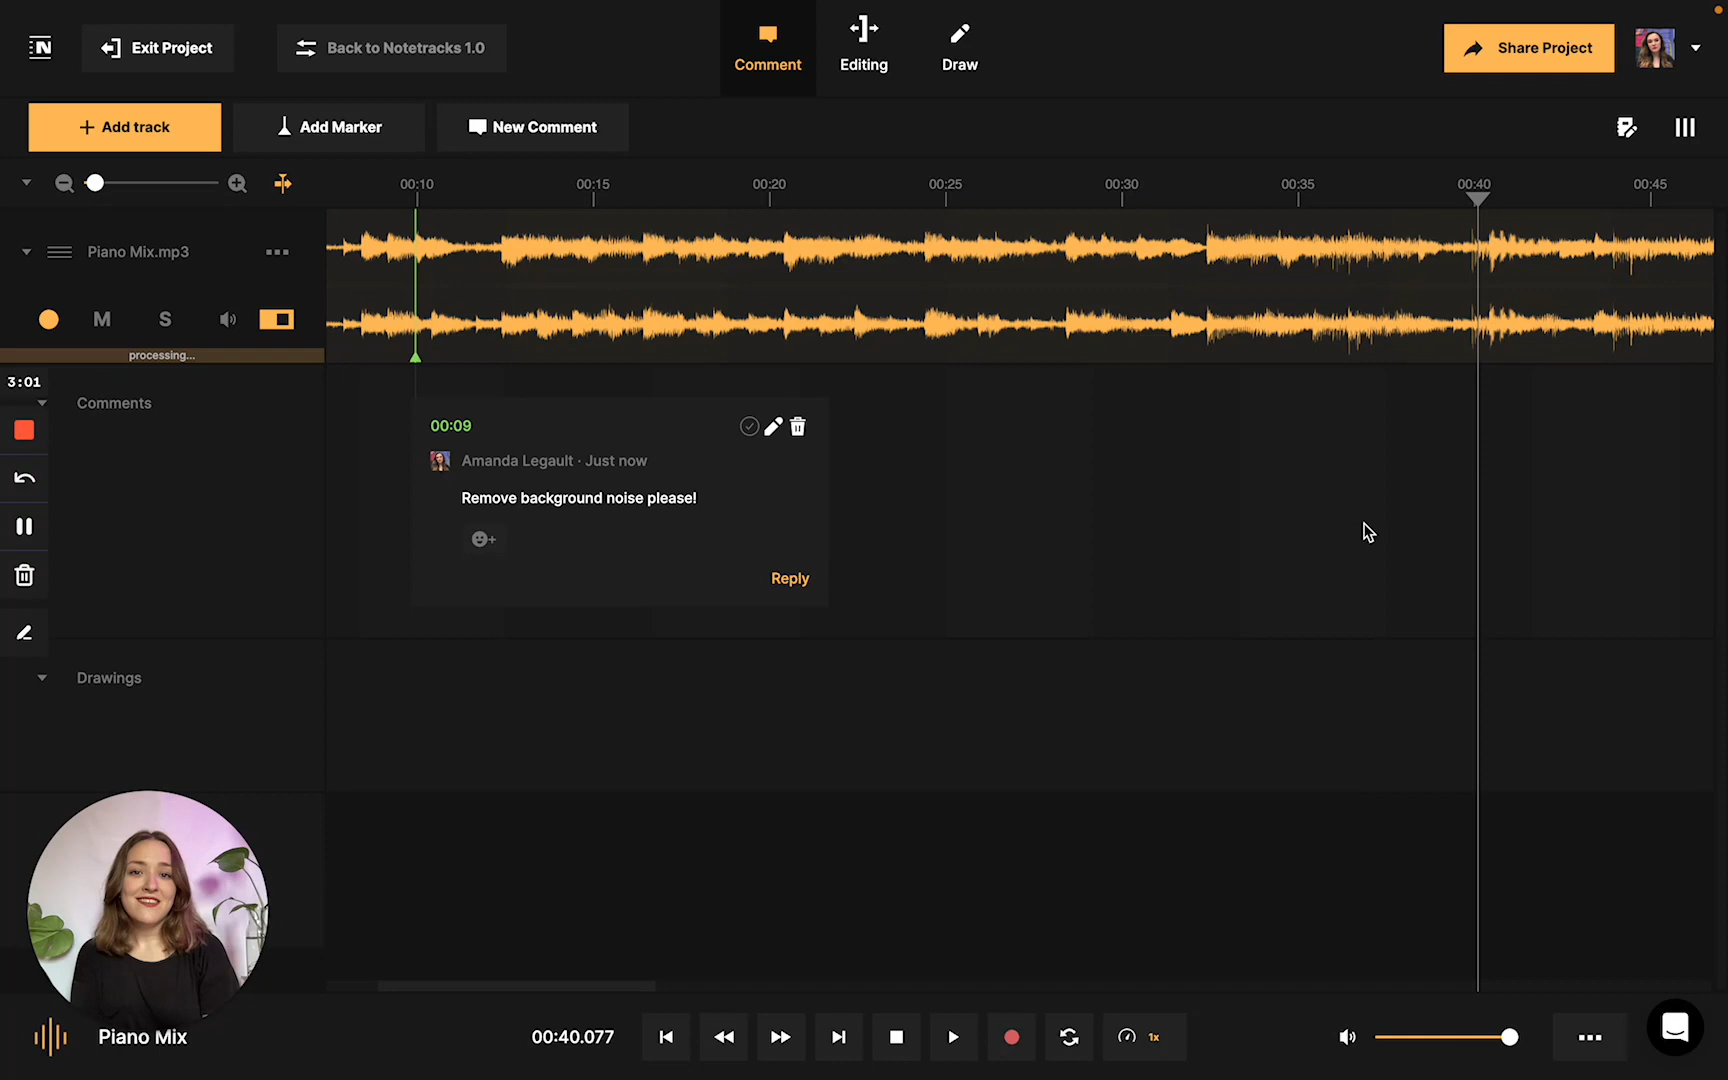 N
Exit Project
Back to Notetracks 1.0
Comment
Editing
Draw
Share Project
+ Add track
Add Marker
New Comment
00:10
00:15
00:20
00:25
00:30
00:35
00:40
00:45
Piano Mix.mp3
M
S
processing...
3:01
Comments
00:09
Amanda Legault · Just now
Remove background noise please!
Reply
Drawings
Piano Mix
00:40.077
1x